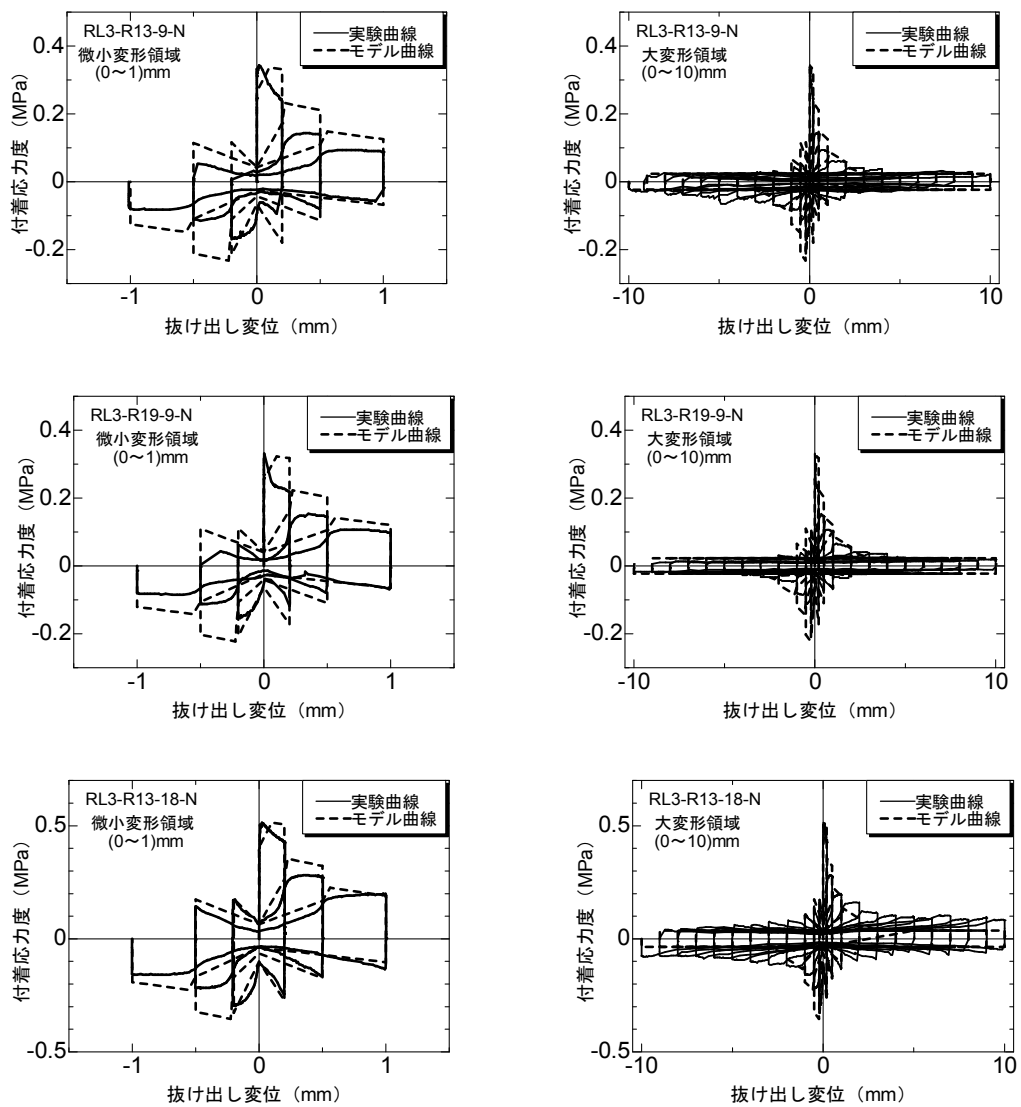 RL3-R13-9-N
微小変形領域
(0～1)mm
実験曲線
モデル曲線
0.4
0.2
0
-0.2
付着応力度（MPa）
-1
0
1
抜け出し変位（mm）
RL3-R13-9-N
大変形領域
(0～10)mm
実験曲線
モデル曲線
0.4
0.2
0
-0.2
付着応力度（MPa）
-10
0
10
抜け出し変位（mm）
RL3-R19-9-N
微小変形領域
(0～1)mm
実験曲線
モデル曲線
0.4
0.2
0
-0.2
付着応力度（MPa）
-1
0
1
抜け出し変位（mm）
RL3-R19-9-N
大変形領域
(0～10)mm
実験曲線
モデル曲線
0.4
0.2
0
-0.2
付着応力度（MPa）
-10
0
10
抜け出し変位（mm）
RL3-R13-18-N
微小変形領域
(0～1)mm
実験曲線
モデル曲線
0.5
0
-0.5
付着応力度（MPa）
-1
0
1
抜け出し変位（mm）
RL3-R13-18-N
大変形領域
(0～10)mm
実験曲線
モデル曲線
0.5
0
-0.5
付着応力度（MPa）
-10
0
10
抜け出し変位（mm）